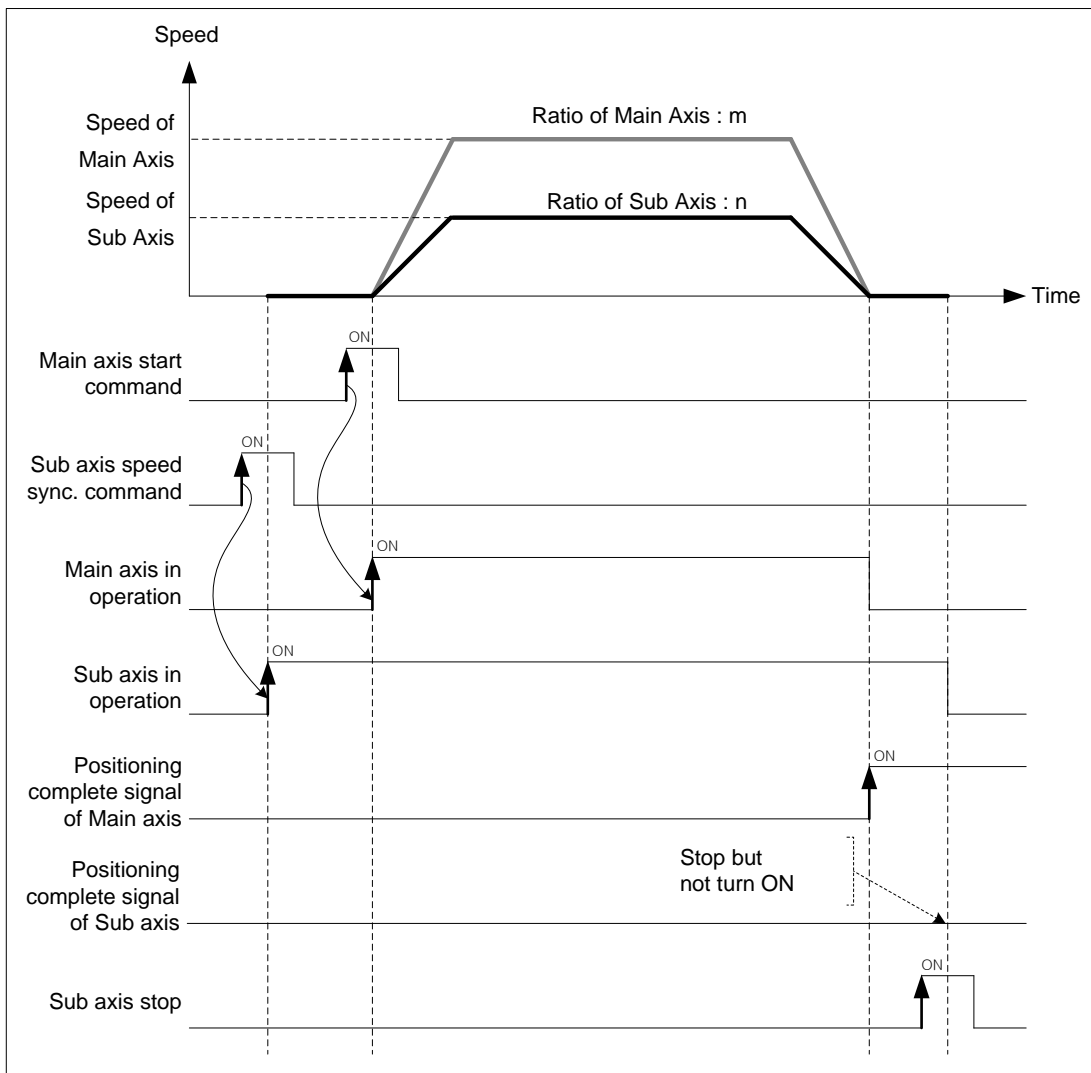 Speed
Speed of
Main Axis
Ratio of Main Axis : m
Speed of
Sub Axis
Ratio of Sub Axis : n
Time
ON
Main axis start
command
ON
Sub axis speed
sync. command
ON
Main axis in
operation
ON
Sub axis in
operation
ON
Positioning
complete signal
of Main axis
Stop but
not turn ON
Positioning
complete signal
of Sub axis
ON
Sub axis stop